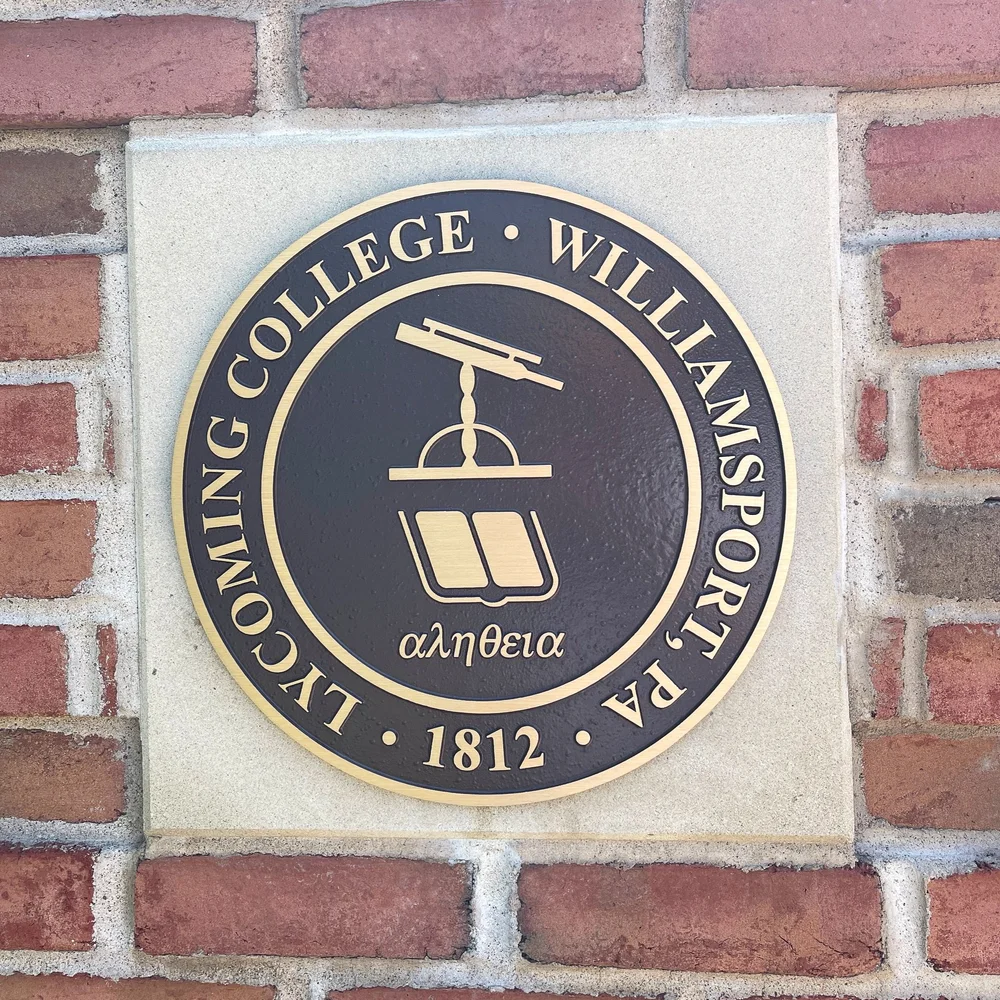 LYCOMING COLLEGE • WILLIAMSPORT, PA • 1812 •
αληθεια